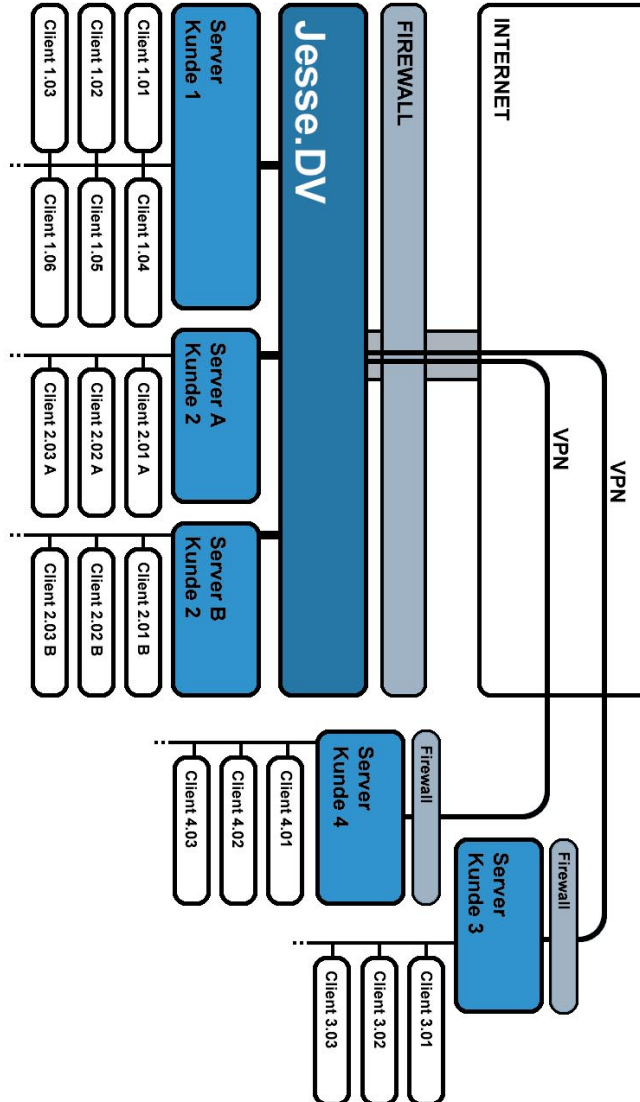 INTERNET
VPN
VPN
FIREWALL
Jesse.DV
Server
Kunde 1
Server A
Kunde 2
Server B
Kunde 2
Client 1.01
Client 1.04
Client 1.02
Client 1.05
Client 1.03
Client 1.06
Client 2.01 A
Client 2.02 A
Client 2.03 A
Client 2.01 B
Client 2.02 B
Client 2.03 B
Firewall
Server
Kunde 4
Client 4.01
Client 4.02
Client 4.03
Firewall
Server
Kunde 3
Client 3.01
Client 3.02
Client 3.03